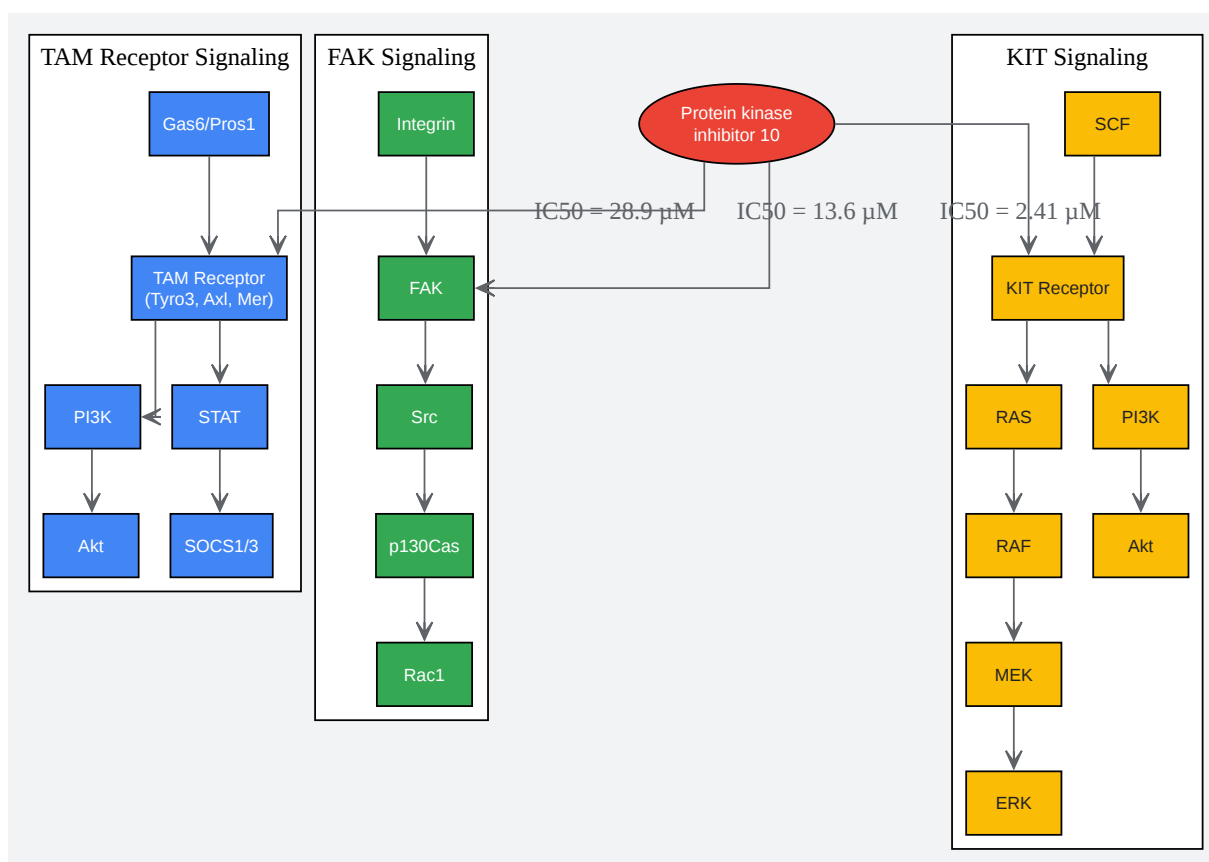 TAM Receptor Signaling
FAK Signaling
KIT Signaling
Gas6/Pros1
Integrin
Protein kinase
inhibitor 10
SCF
IC50 = 28.9 µM
IC50 = 13.6 µM
IC50 = 2.41 µM
TAM Receptor
(Tyro3, Axl, Mer)
FAK
KIT Receptor
PI3K
STAT
Src
RAS
PI3K
Akt
SOCS1/3
p130Cas
RAF
Akt
Rac1
MEK
ERK